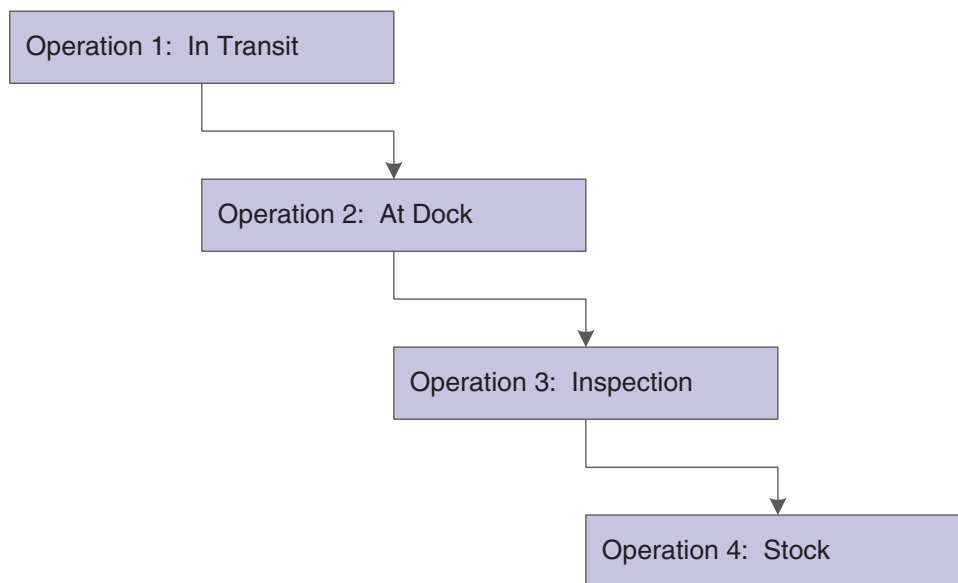 Operation 1: In Transit
Operation 2: At Dock
Operation 3: Inspection
Operation 4: Stock